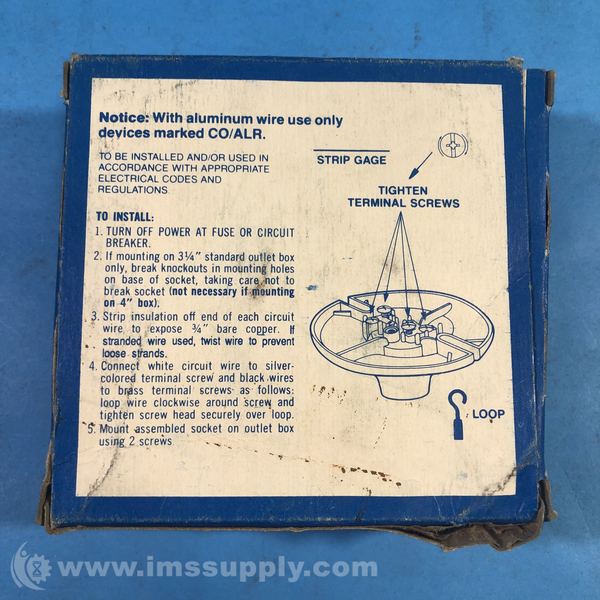 Notice: With aluminum wire use only
devices marked CO/ALR.
TO BE INSTALLED AND/OR USED IN
ACCORDANCE WITH APPROPRIATE
ELECTRICAL CODES AND
REGULATIONS
TO INSTALL:
1. TURN OFF POWER AT FUSE OR CIRCUIT
BREAKER.
2. If mounting on 3¼" standard outlet box
only, break knockouts in mounting holes
on base of socket, taking care not to
break socket (not necessary if mounting
on 4" box).
3. Strip insulation off end of each circuit
wire to expose ¾" bare copper. If
stranded wire used, twist wire to prevent
loose strands.
4. Connect white circuit wire to silver-
colored terminal screw and black wires
to brass terminal screws as follows:
loop wire clockwise around screw and
tighten screw head securely over loop.
5. Mount assembled socket on outlet box
using 2 screws
STRIP GAGE
TIGHTEN
TERMINAL SCREWS
LOOP
www.imssupply.com